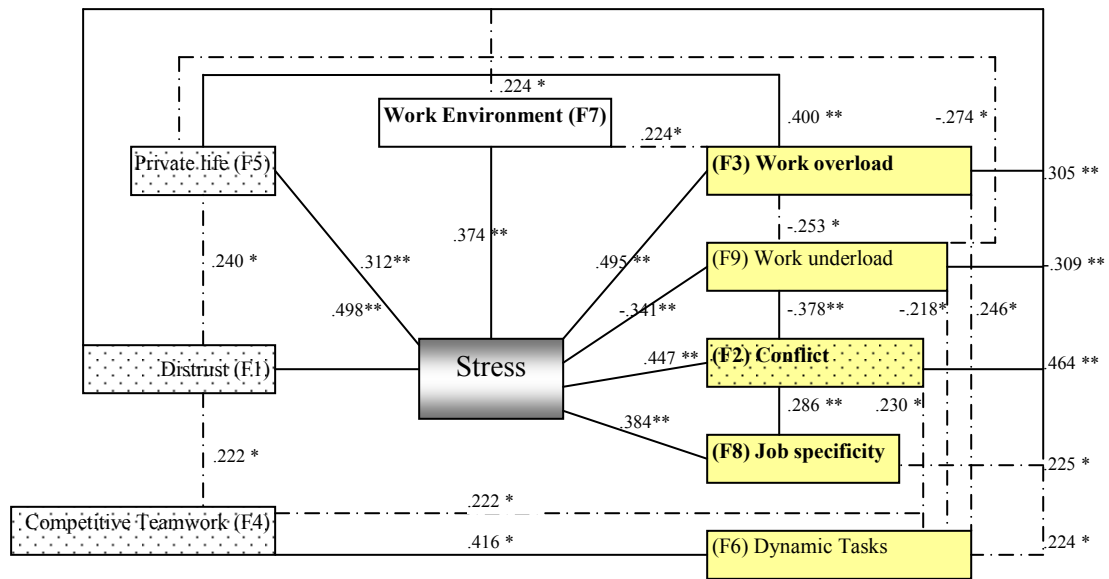 .224 *
Work Environment (F7)
.400 **
-.274 *
.224*
Private life (F5)
(F3) Work overload
.305 **
.374 **
-.253 *
.240 *
.312**
.495 **
(F9) Work underload
-.309 **
.498**
-.341**
-.378**
-.218*
.246*
Distrust (F1)
Stress
.447 **
(F2) Conflict
.464 **
.384**
.286 **
.230 *
.222 *
(F8) Job specificity
.225 *
.222 *
Competitive Teamwork (F4)
.416 *
(F6) Dynamic Tasks
.224 *